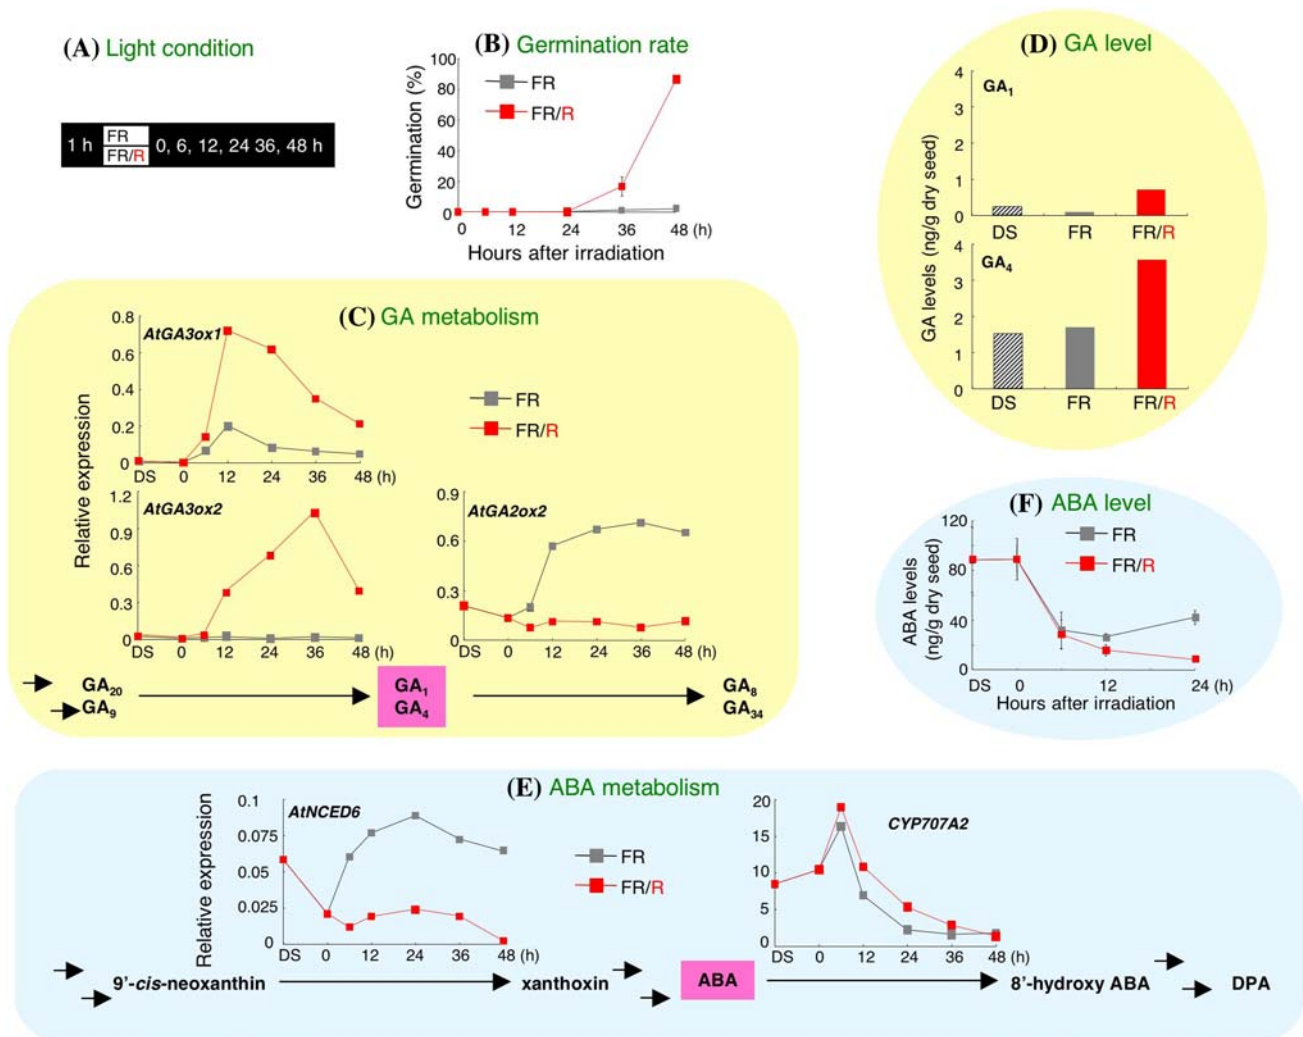 (A) Light condition
1 h
FR
FR/R
0, 6, 12, 24 36, 48 h
(B) Germination rate
Germination (%)
100
80
60
40
20
0
FR
FR/R
0 12 24 36 48 (h)
Hours after irradiation
(C) GA metabolism
Relative expression
AtGA3ox1
0.8
0.6
0.4
0.2
0
DS 0 12 24 36 48 (h)
FR
FR/R
AtGA3ox2
1.2
0.9
0.6
0.3
0
DS 0 12 24 36 48 (h)
AtGA2ox2
0.9
0.6
0.3
0
DS 0 12 24 36 48 (h)
GA20
GA9
GA1
GA4
GA8
GA34
(D) GA level
GA levels (ng/g dry seed)
GA1
4
3
2
1
0
DS FR FR/R
GA4
4
3
2
1
0
DS FR FR/R
(F) ABA level
ABA levels
(ng/g dry seed)
120
80
40
0
FR
FR/R
DS 0 12 24 (h)
Hours after irradiation
(E) ABA metabolism
Relative expression
AtNCED6
0.1
0.075
0.05
0.025
0
DS 0 12 24 36 48 (h)
FR
FR/R
CYP707A2
20
15
10
5
0
DS 0 12 24 36 48 (h)
9’-cis-neoxanthin
xanthoxin
ABA
8’-hydroxy ABA
DPA